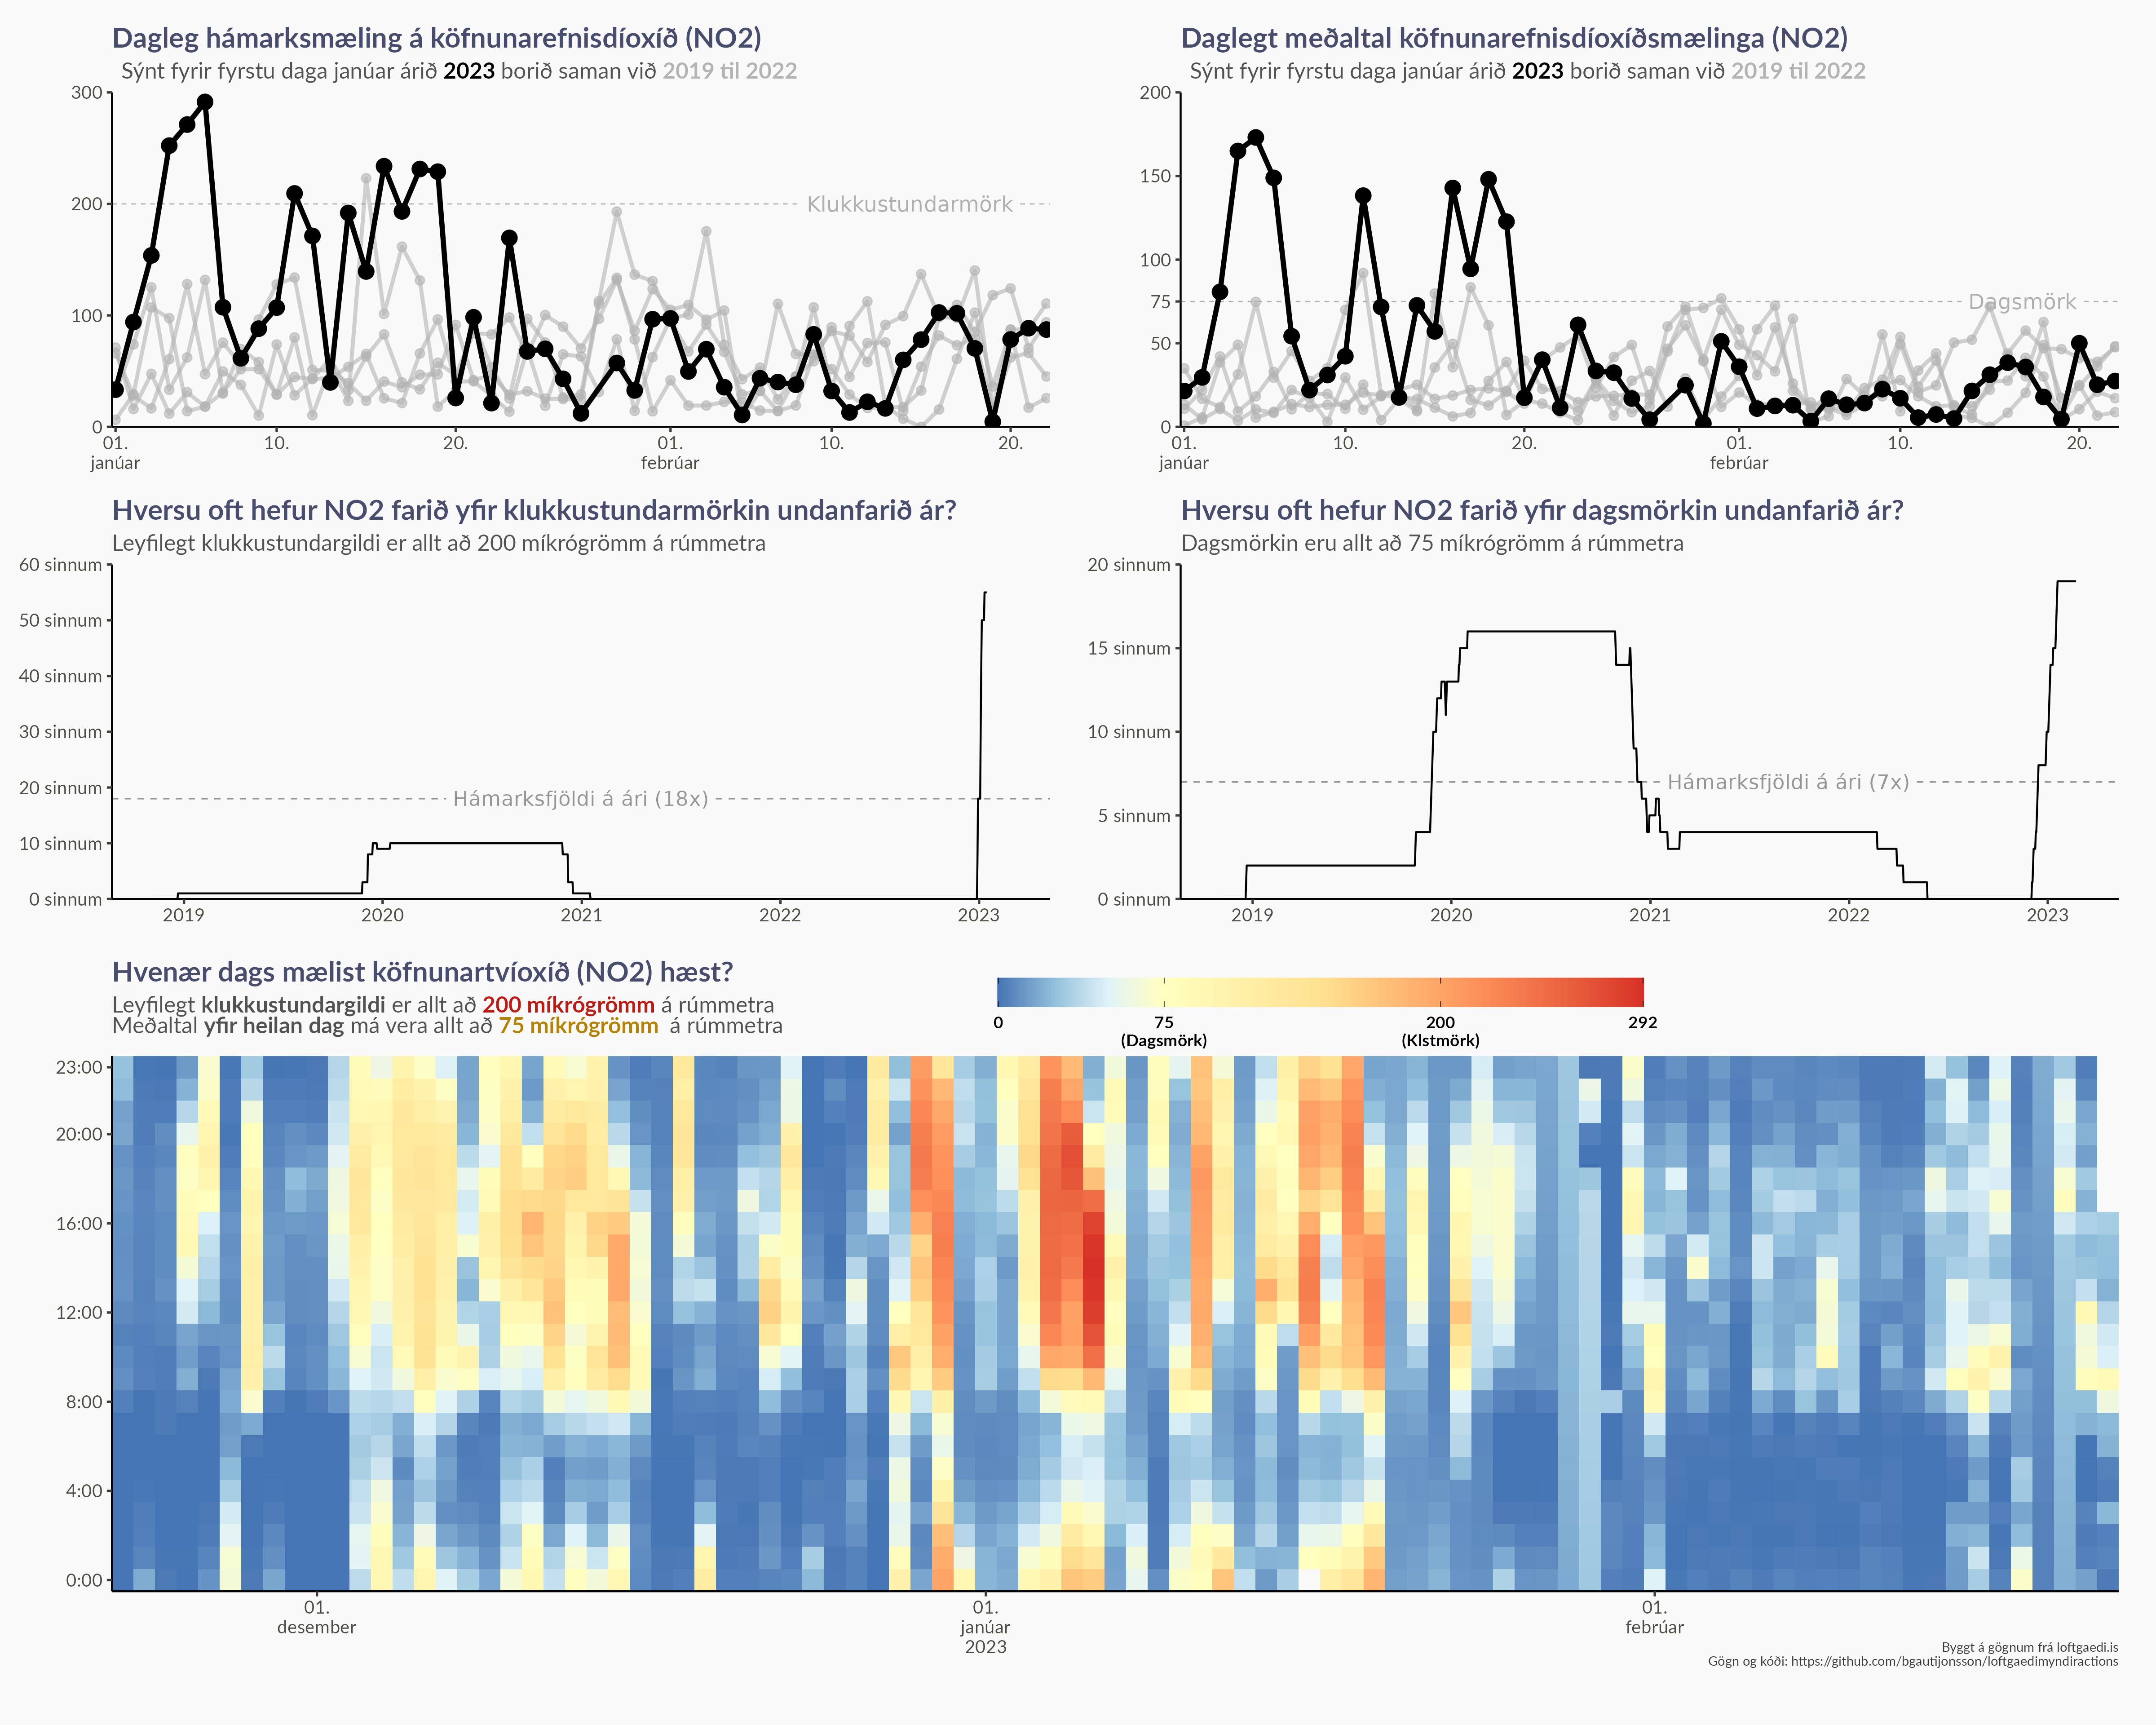 Dagleg hámarksmæling á köfnunarefnisdíoxíð (NO2)
Sýnt fyrir fyrstu daga janúar árið 2023 borið saman við 2019 til 2022
300
200
100
0
Klukkustundarmörk
01.
janúar
10.
20.
01.
febrúar
10.
20.
Daglegt meðaltal köfnunarefnisdíoxíðsmælinga (NO2)
Sýnt fyrir fyrstu daga janúar árið 2023 borið saman við 2019 til 2022
200
150
100
75
50
0
Dagsmörk
01.
janúar
10.
20.
01.
febrúar
10.
20.
Hversu oft hefur NO2 farið yfir klukkustundarmörkin undanfarið ár?
Leyfilegt klukkustundargildi er allt að 200 míkrógrömm á rúmmetra
60 sinnum
50 sinnum
40 sinnum
30 sinnum
20 sinnum
10 sinnum
0 sinnum
Hámarksfjöldi á ári (18x)
2019
2020
2021
2022
2023
Hversu oft hefur NO2 farið yfir dagsmörkin undanfarið ár?
Dagsmörkin eru allt að 75 míkrógrömm á rúmmetra
20 sinnum
15 sinnum
10 sinnum
5 sinnum
0 sinnum
Hámarksfjöldi á ári (7x)
2019
2020
2021
2022
2023
Hvenær dags mælist köfnunartvíoxíð (NO2) hæst?
Leyfilegt klukkustundargildi er allt að 200 míkrógrömm á rúmmetra
Meðaltal yfir heilan dag má vera allt að 75 míkrógrömm á rúmmetra
0
75
(Dagsmörk)
200
(Klstmörk)
292
23:00
20:00
16:00
12:00
8:00
4:00
0:00
01.
desember
01.
janúar
2023
01.
febrúar
Byggt á gögnum frá loftgaedi.is
Gögn og kóði: https://github.com/bgautijonsson/loftgaedimyndiractions